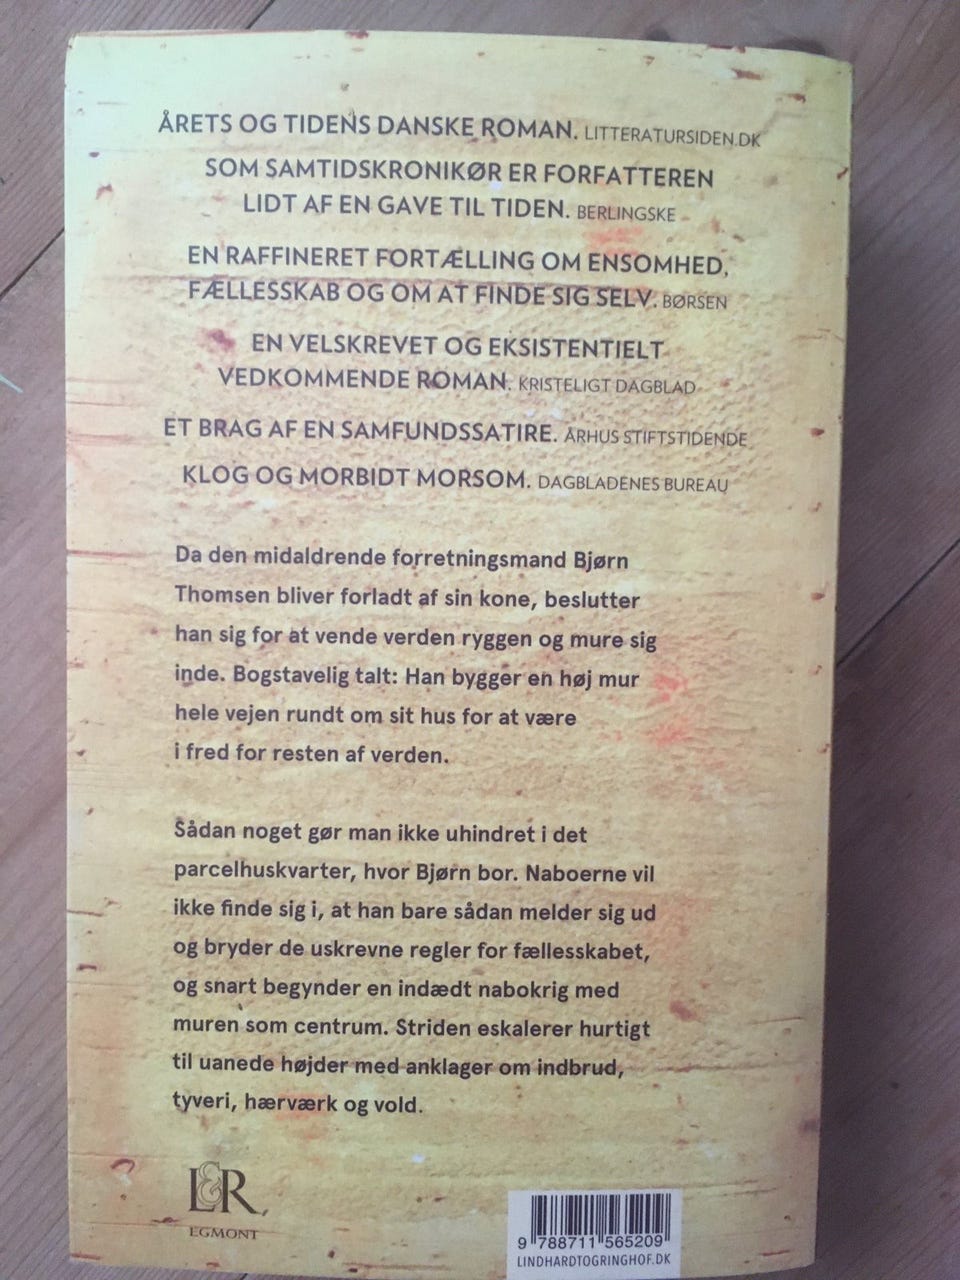 ÅRETS OG TIDENS DANSKE ROMAN. LITTERATURSIDEN.DK
SOM SAMTIDSKRONIKØR ER FORFATTEREN
LIDT AF EN GAVE TIL TIDEN. BERLINGSKE
EN RAFFINERET FORTÆLLING OM ENSOMHED,
FÆLLESSKAB OG OM AT FINDE SIG SELV. BØRSEN
EN VELSKREVET OG EKSISTENTIELT
VEDKOMMENDE ROMAN. KRISTELIGT DAGBLAD
ET BRAG AF EN SAMFUNDSSATIRE. ÅRHUS STIFTSTIDENDE
KLOG OG MORBIDT MORSOM. DAGBLADENES BUREAU
Da den midaldrende forretningsmand Bjørn
Thomsen bliver forladt af sin kone, beslutter
han sig for at vende verden ryggen og mure sig
inde. Bogstavelig talt: Han bygger en høj mur
hele vejen rundt om sit hus for at være
i fred for resten af verden.
Sådan noget gør man ikke uhindret i det
parcelhuskvarter, hvor Bjørn bor. Naboerne vil
ikke finde sig i, at han bare sådan melder sig ud
og bryder de uskrevne regler for fællesskabet,
og snart begynder en indædt nabokrig med
muren som centrum. Striden eskalerer hurtigt
til uanede højder med anklager om indbrud,
tyveri, hærværk og vold.
L&R
EGMONT
9 788711 565209
LINDHARDTOGRINGHOF.DK